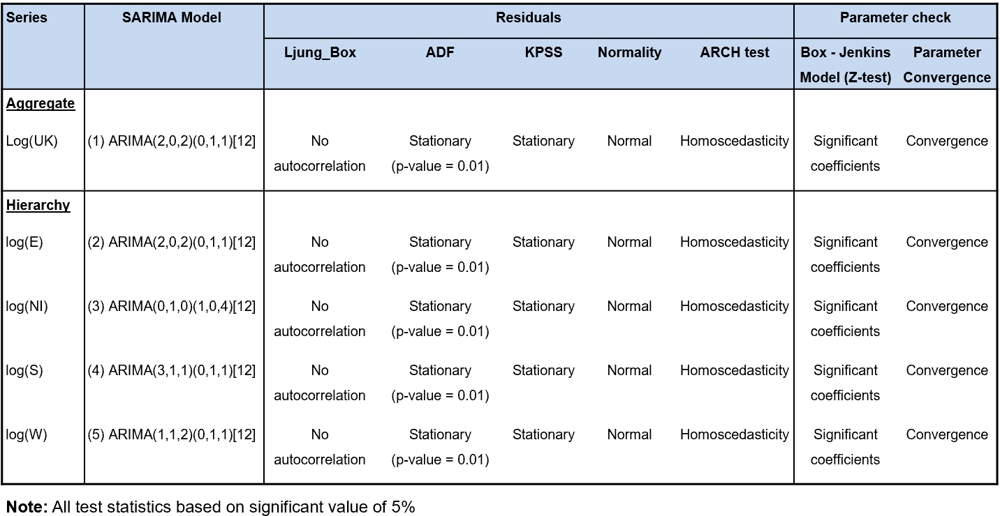 Series SARIMA Model Residuals Parameter check
Ljung_Box ADF KPSS Normality ARCH test Box - Jenkins Parameter
Model (Z-test) Convergence
Aggregate
Log(UK) (1) ARIMA(2,0,2)(0,1,1)[12] No Stationary Stationary Normal Homoscedasticity Significant Convergence
autocorrelation (p-value = 0.01) coefficients
Hierarchy
log(E) (2) ARIMA(2,0,2)(0,1,1)[12] No Stationary Stationary Normal Homoscedasticity Significant Convergence
autocorrelation (p-value = 0.01) coefficients
log(NI) (3) ARIMA(0,1,0)(1,0,4)[12] No Stationary Stationary Normal Homoscedasticity Significant Convergence
autocorrelation (p-value = 0.01) coefficients
log(S) (4) ARIMA(3,1,1)(0,1,1)[12] No Stationary Stationary Normal Homoscedasticity Significant Convergence
autocorrelation (p-value = 0.01) coefficients
log(W) (5) ARIMA(1,1,2)(0,1,1)[12] No Stationary Stationary Normal Homoscedasticity Significant Convergence
autocorrelation (p-value = 0.01) coefficients
Note: All test statistics based on significant value of 5%